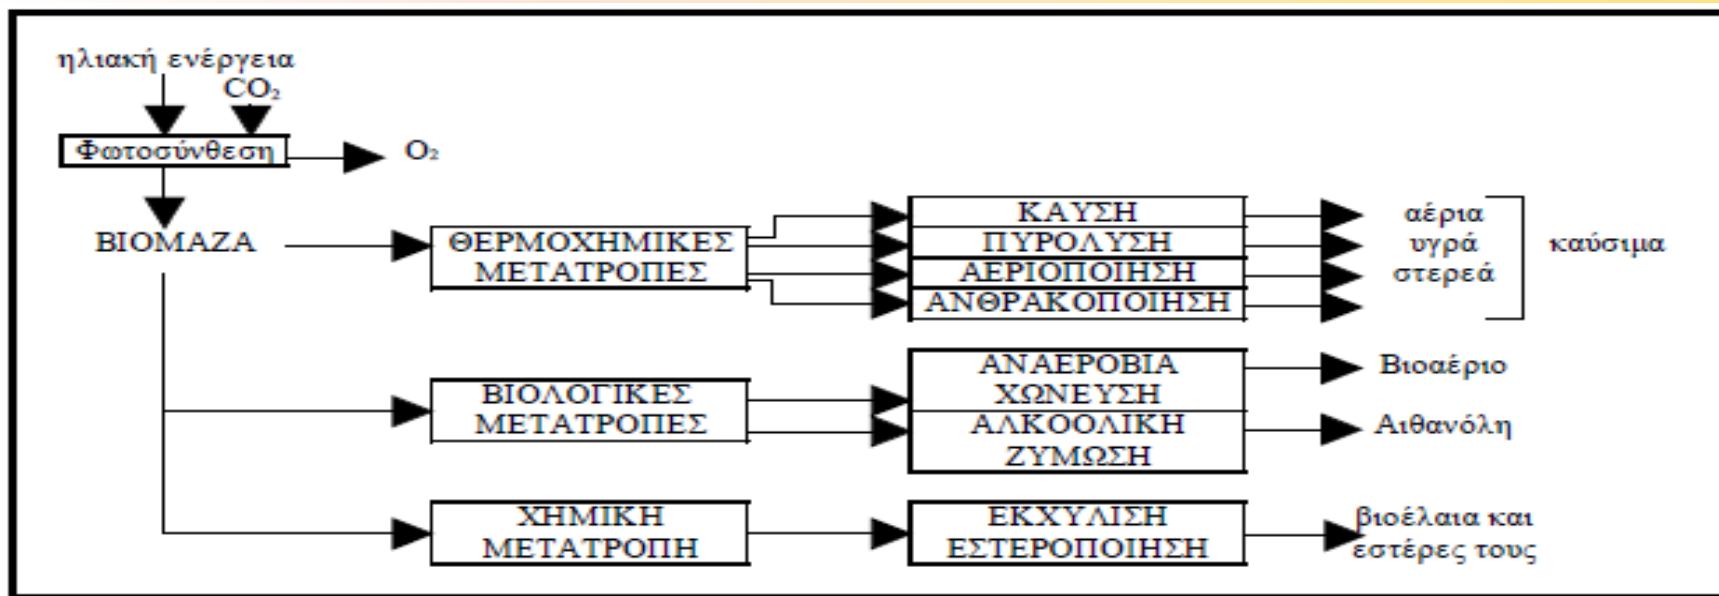 ηλιακή ενέργεια
CO₂
Φωτοσύνθεση
O₂
ΒΙΟΜΑΖΑ
ΘΕΡΜΟΧΗΜΙΚΕΣ
ΜΕΤΑΤΡΟΠΕΣ
ΚΑΥΣΗ
ΠΥΡΟΛΥΣΗ
ΑΕΡΙΟΠΟΙΗΣΗ
ΑΝΘΡΑΚΟΠΟΙΗΣΗ
αέρια
υγρά
στερεά
καύσιμα
ΒΙΟΛΟΓΙΚΕΣ
ΜΕΤΑΤΡΟΠΕΣ
ΑΝΑΕΡΟΒΙΑ
ΧΩΝΕΥΣΗ
ΑΛΚΟΟΛΙΚΗ
ΖΥΜΩΣΗ
Βιοαέριο
Αιθανόλη
ΧΗΜΙΚΗ
ΜΕΤΑΤΡΟΠΗ
ΕΚΧΥΛΙΣΗ
ΕΣΤΕΡΟΠΟΙΗΣΗ
βιοέλαια και
εστέρες τους